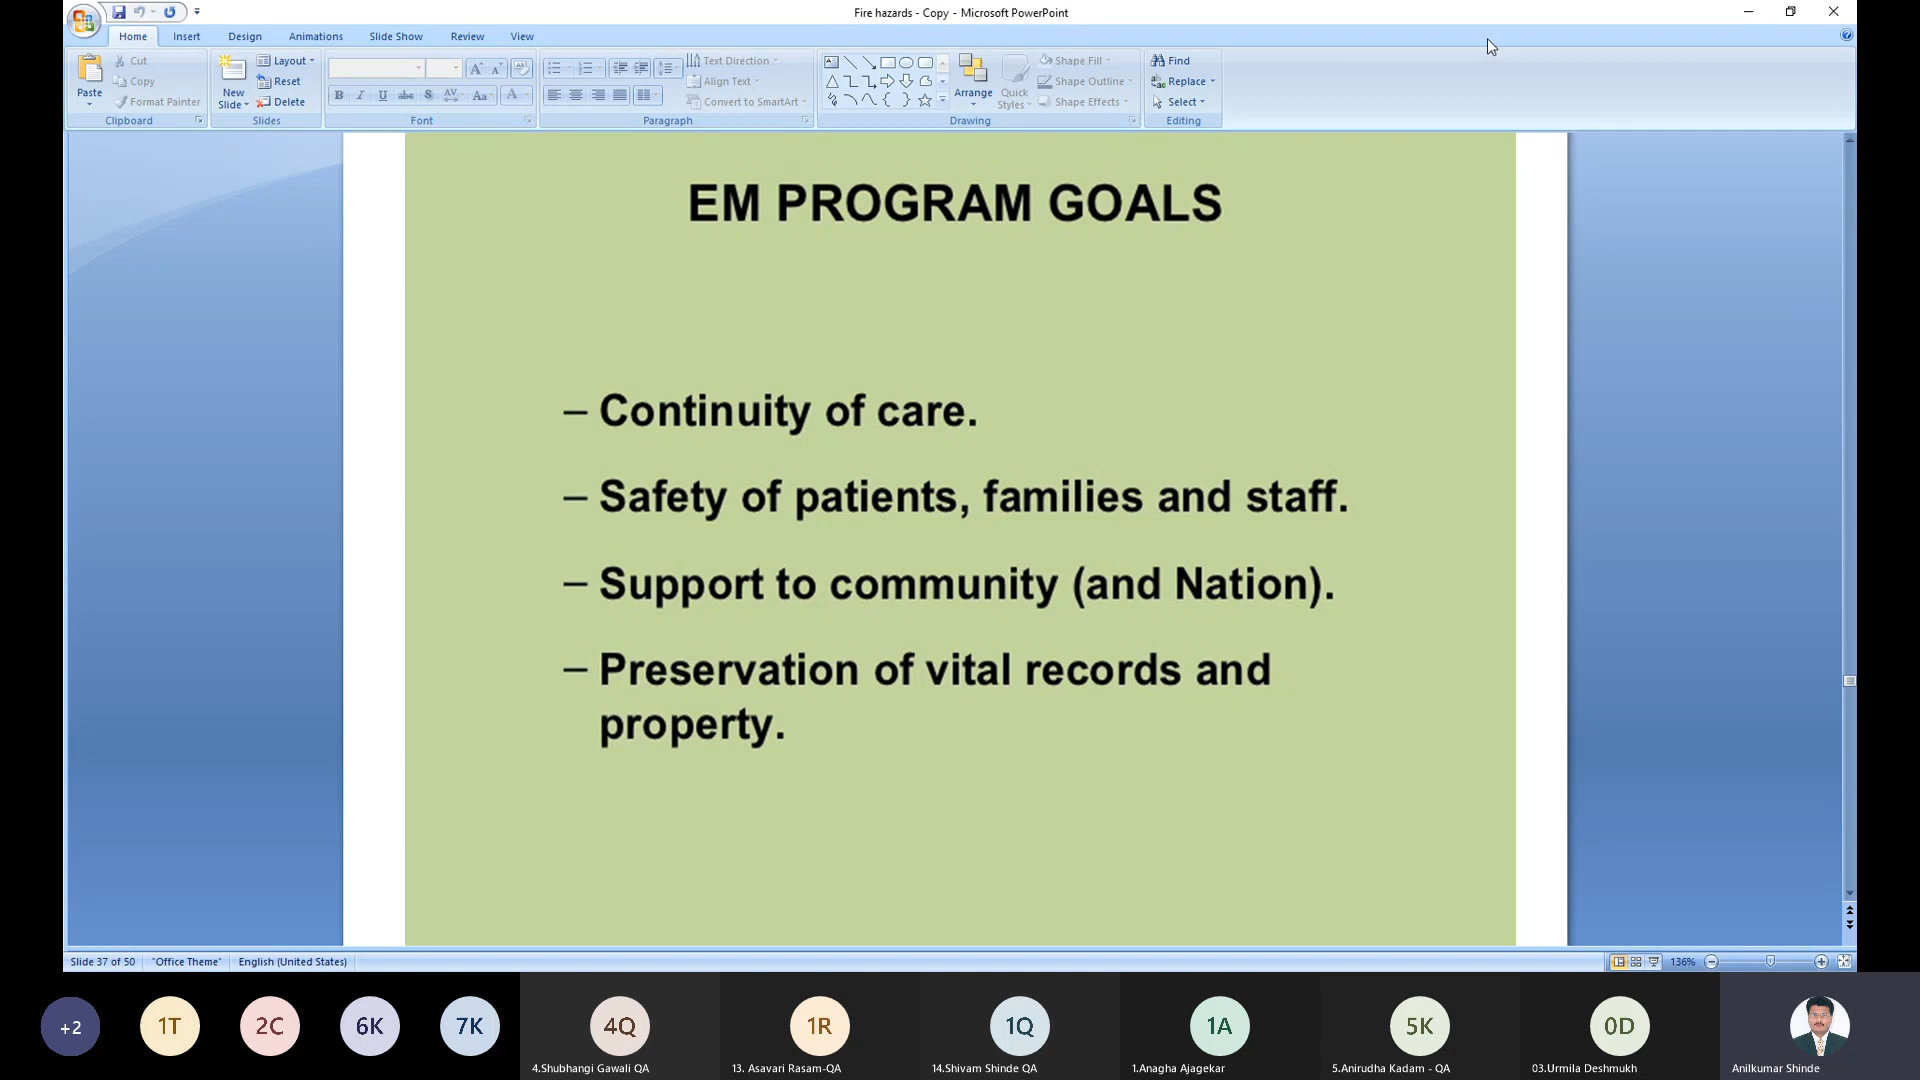 Fire hazards - Copy - Microsoft PowerPoint
Home Insert Design Animations Slide Show Review View
Paste
Cut
Copy
Format Painter
Clipboard
New
Slide
Layout
Reset
Delete
Slides
Font
Text Direction
Align Text
Convert to SmartArt
Paragraph
Arrange
Quick
Styles
Shape Fill
Shape Outline
Shape Effects
Drawing
Find
Replace
Select
Editing
EM PROGRAM GOALS
– Continuity of care.
– Safety of patients, families and staff.
– Support to community (and Nation).
– Preservation of vital records and
property.
Slide 37 of 50 "Office Theme" English (United States) 136%
+2 1T 2C 6K 7K 4Q 1R 1Q 1A 5K 0D
4.Shubhangi Gawali QA 13. Asavari Rasam-QA 14.Shivam Shinde QA 1.Anagha Ajagekar 5.Anirudha Kadam - QA 03.Urmila Deshmukh Anilkumar Shinde